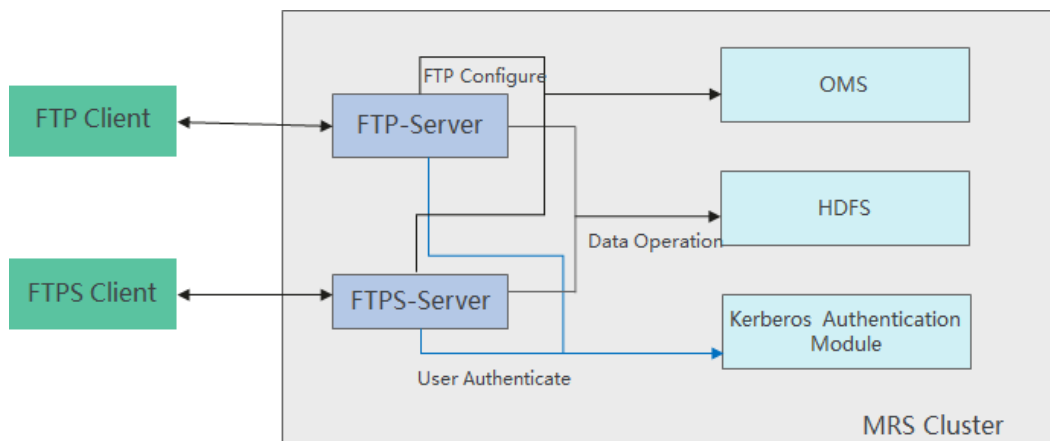 FTP Configure
OMS
FTP Client
FTP-Server
HDFS
Data Operation
FTPS Client
FTPS-Server
Kerberos Authentication
Module
User Authenticate
MRS Cluster